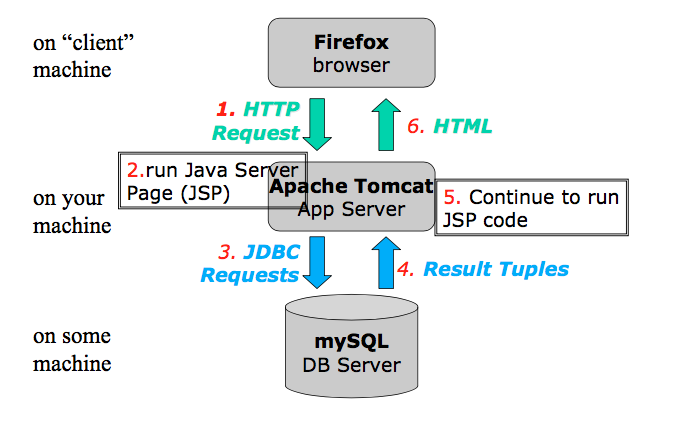 on “client”
machine
Firefox
browser
1. HTTP
Request
6. HTML
2.run Java Server
Page (JSP)
on your
machine
Apache Tomcat
App Server
5. Continue to run
JSP code
3. JDBC
Requests
4. Result Tuples
on some
machine
mySQL
DB Server